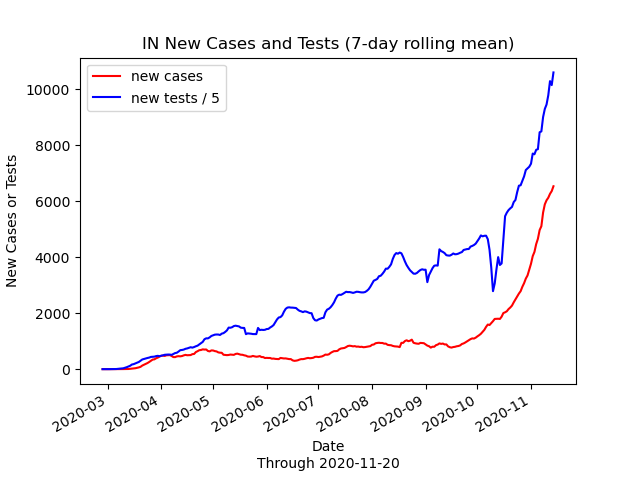 IN New Cases and Tests (7-day rolling mean)
new cases
new tests / 5
10000
8000
6000
4000
2000
0
New Cases or Tests
2020-03
2020-04
2020-05
2020-06
2020-07
2020-08
2020-09
2020-10
2020-11
Date
Through 2020-11-20